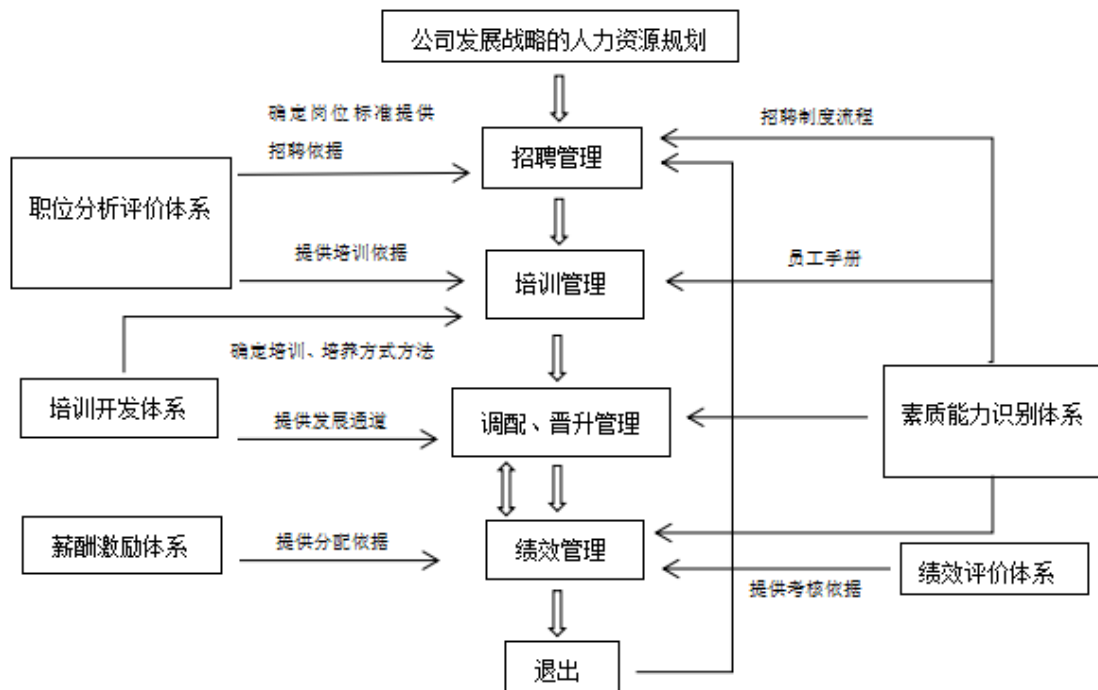 公司发展战略的人力资源规划
确定岗位标准提供
招聘依据
招聘制度流程
招聘管理
职位分析评价体系
提供培训依据
员工手册
培训管理
确定培训、培养方式方法
培训开发体系
提供发展通道
调配、晋升管理
素质能力识别体系
薪酬激励体系
提供分配依据
绩效管理
绩效评价体系
提供考核依据
退出